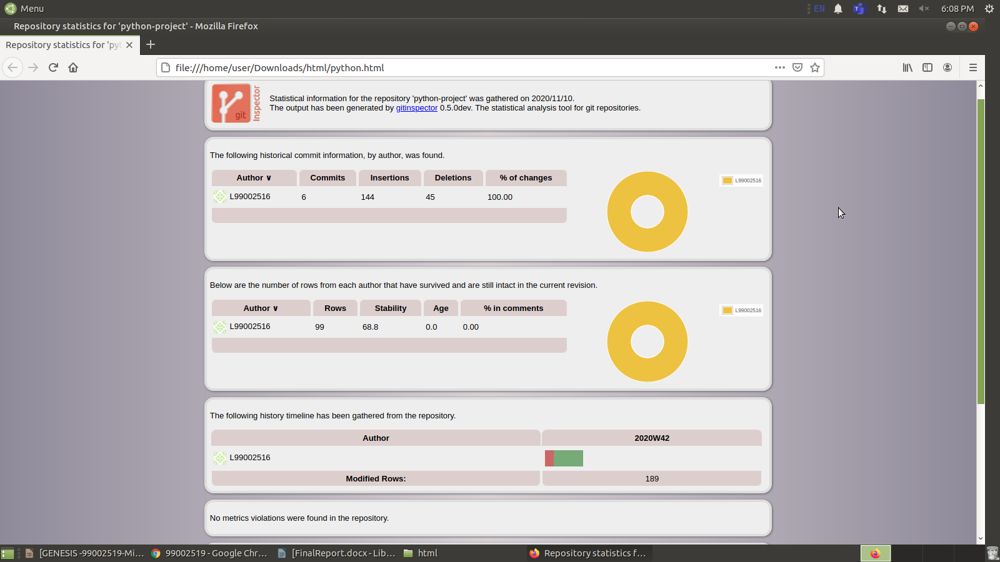 Menu
EN
6:08 PM
Repository statistics for 'python-project' - Mozilla Firefox
Repository statistics for 'pyt
file:///home/user/Downloads/html/python.html
git
Inspector
Statistical information for the repository 'python-project' was gathered on 2020/11/10.
The output has been generated by gitinspector 0.5.0dev. The statistical analysis tool for git repositories.
The following historical commit information, by author, was found.
Author ∨ Commits Insertions Deletions % of changes
L99002516 6 144 45 100.00
L99002516
Below are the number of rows from each author that have survived and are still intact in the current revision.
Author ∨ Rows Stability Age % in comments
L99002516 99 68.8 0.0 0.00
L99002516
The following history timeline has been gathered from the repository.
Author 2020W42
L99002516
Modified Rows: 189
No metrics violations were found in the repository.
[GENESIS -99002519-Mi... 99002519 - Google Chr... [FinalReport.docx - Lib... html Repository statistics f...